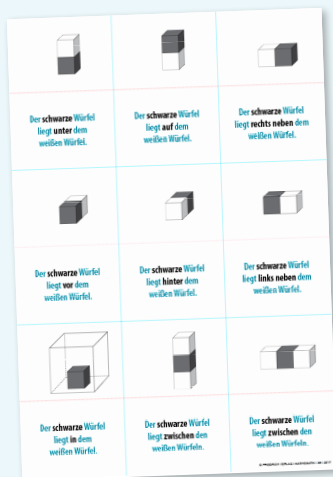 Der schwarze Würfel
liegt unter dem
weißen Würfel.
Der schwarze Würfel
liegt auf dem
weißen Würfel.
Der schwarze Würfel
liegt rechts neben dem
weißen Würfel.
Der schwarze Würfel
liegt vor dem
weißen Würfel.
Der schwarze Würfel
liegt hinter dem
weißen Würfel.
Der schwarze Würfel
liegt links neben dem
weißen Würfel.
Der schwarze Würfel
liegt in dem
weißen Würfel.
Der schwarze Würfel
liegt zwischen den
weißen Würfeln.
Der schwarze Würfel
liegt zwischen den
weißen Würfeln.